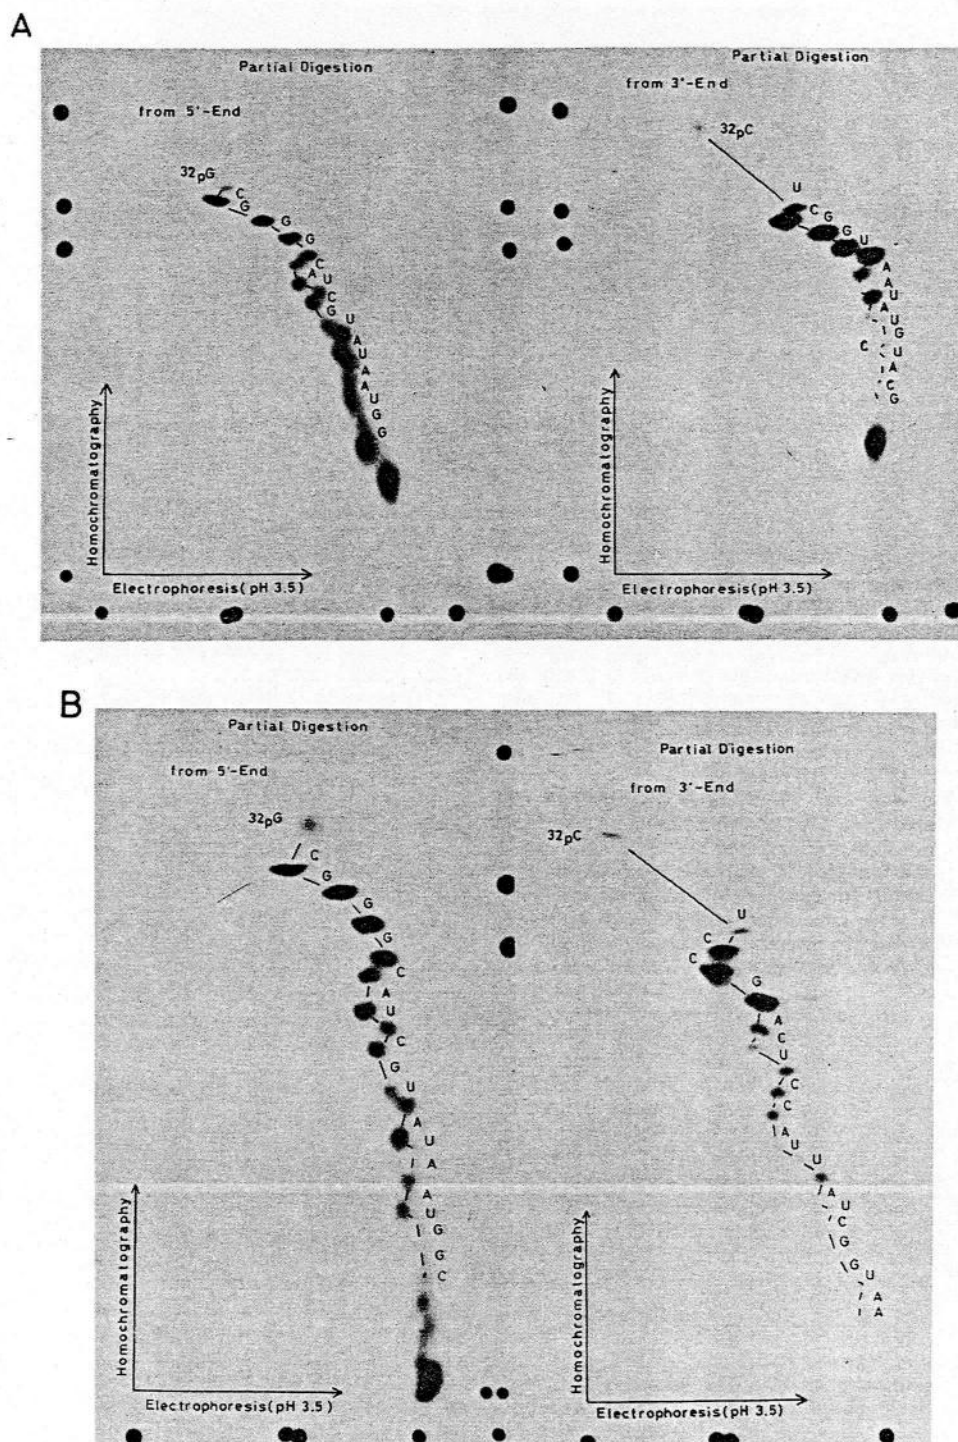 A
Partial Digestion
from 5'-End
32pG
C
G
G
G
C
A
U
C
G
U
A
U
A
A
U
G
G
Homochromatography
Electrophoresis(pH 3.5)
Partial Digestion
from 3'-End
32pC
U
C
G
G
U
A
A
U
A
U
G
C
U
A
C
G
Homochromatography
Electrophoresis(pH 3.5)
B
Partial Digestion
from 5'-End
32pG
C
G
G
G
C
A
U
C
G
U
A
U
A
A
U
G
G
C
Homochromatography
Electrophoresis(pH 3.5)
Partial Digestion
from 3'-End
32pC
U
C
C
G
A
C
U
C
C
A
U
U
A
U
C
G
G
U
A
A
Homochromatography
Electrophoresis(pH 3.5)